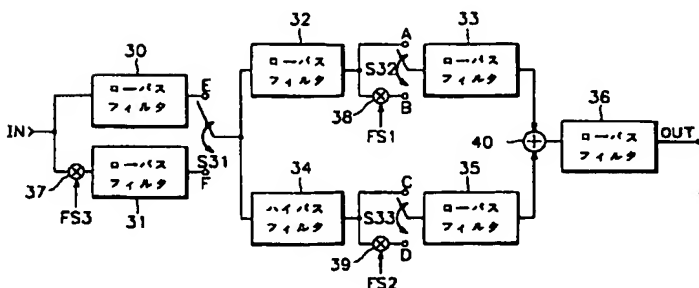 30
ローパス
フィルタ
E
IN
37
FS3
ローパス
フィルタ
31
F
S31
32
ローパス
フィルタ
A
S32
38
B
FS1
33
ローパス
フィルタ
34
ハイパス
フィルタ
C
S33
39
D
FS2
35
ローパス
フィルタ
40
36
ローパス
フィルタ
OUT